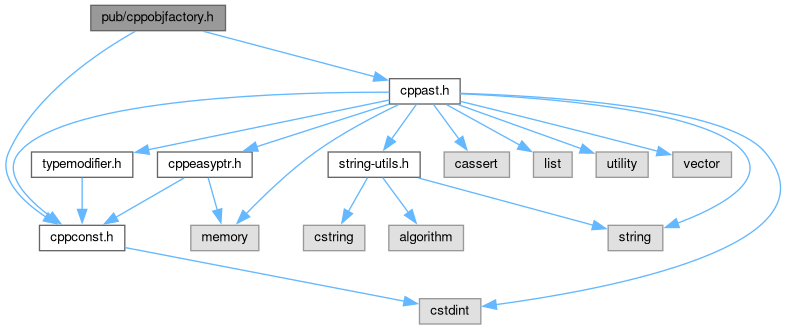 pub/cppobjfactory.h
cppast.h
typemodifier.h
cppeasyptr.h
string-utils.h
cassert
list
utility
vector
cppconst.h
memory
cstring
algorithm
string
cstdint